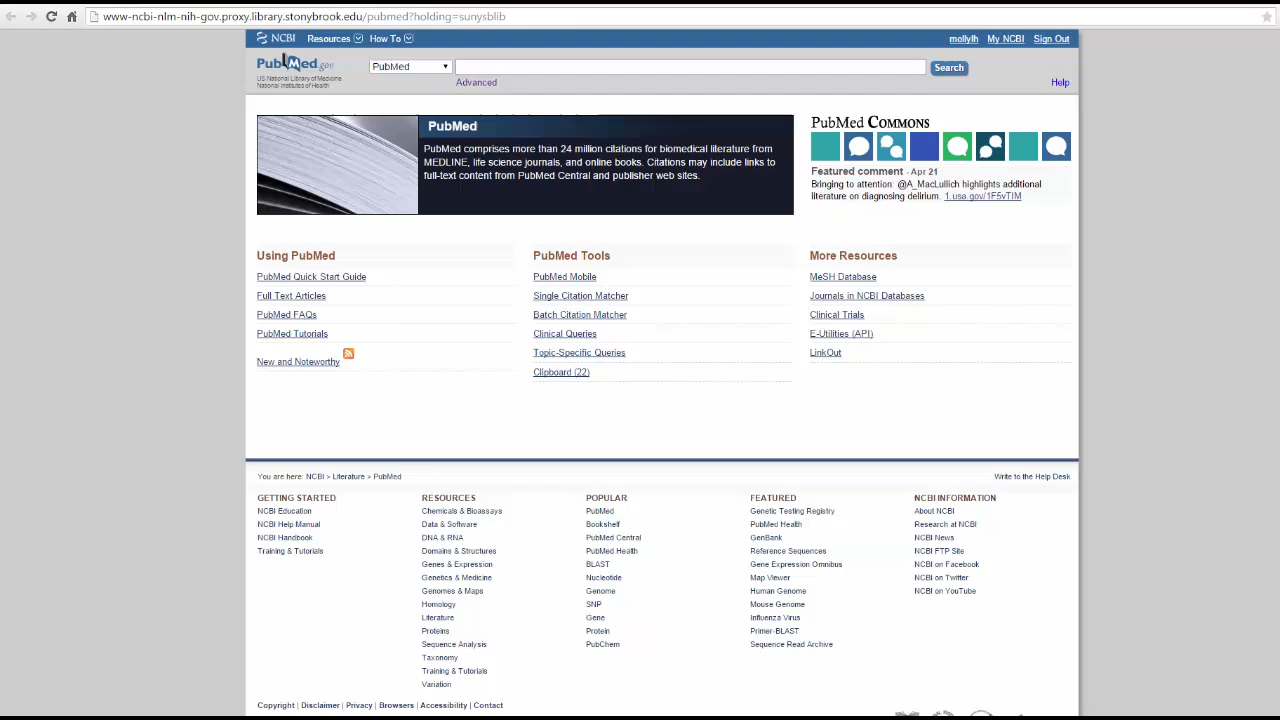 www-ncbi-nlm-nih-gov.proxy.library.stonybrook.edu/pubmed?holding=sunysblib
NCBI Resources How To mollylh My NCBI Sign Out
PubMed.gov
US National Library of Medicine
National Institutes of Health
PubMed
Search
Advanced
Help
PubMed
PubMed comprises more than 24 million citations for biomedical literature from
MEDLINE, life science journals, and online books. Citations may include links to
full-text content from PubMed Central and publisher web sites.
PubMed COMMONS
Featured comment - Apr 21
Bringing to attention: @A_MacLullich highlights additional
literature on diagnosing delirium. 1.usa.gov/1F5vTIM
Using PubMed
PubMed Quick Start Guide
Full Text Articles
PubMed FAQs
PubMed Tutorials
New and Noteworthy
PubMed Tools
PubMed Mobile
Single Citation Matcher
Batch Citation Matcher
Clinical Queries
Topic-Specific Queries
Clipboard (22)
More Resources
MeSH Database
Journals in NCBI Databases
Clinical Trials
E-Utilities (API)
LinkOut
You are here: NCBI > Literature > PubMed
Write to the Help Desk
GETTING STARTED
NCBI Education
NCBI Help Manual
NCBI Handbook
Training & Tutorials
RESOURCES
Chemicals & Bioassays
Data & Software
DNA & RNA
Domains & Structures
Genes & Expression
Genetics & Medicine
Genomes & Maps
Homology
Literature
Proteins
Sequence Analysis
Taxonomy
Training & Tutorials
Variation
POPULAR
PubMed
Bookshelf
PubMed Central
PubMed Health
BLAST
Nucleotide
Genome
SNP
Gene
Protein
PubChem
FEATURED
Genetic Testing Registry
PubMed Health
GenBank
Reference Sequences
Gene Expression Omnibus
Map Viewer
Human Genome
Mouse Genome
Influenza Virus
Primer-BLAST
Sequence Read Archive
NCBI INFORMATION
About NCBI
Research at NCBI
NCBI News
NCBI FTP Site
NCBI on Facebook
NCBI on Twitter
NCBI on YouTube
Copyright | Disclaimer | Privacy | Browsers | Accessibility | Contact